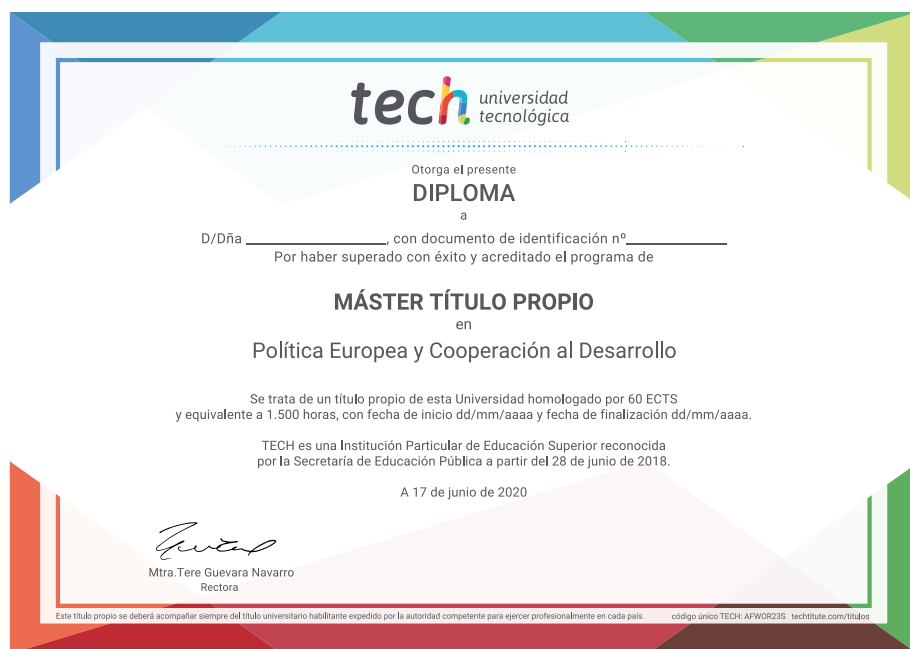 tech universidad
tecnológica
Otorga el presente
DIPLOMA
a
D/Dña ______________, con documento de identificación nº__________
Por haber superado con éxito y acreditado el programa de
MÁSTER TÍTULO PROPIO
en
Política Europea y Cooperación al Desarrollo
Se trata de un título propio de esta Universidad homologado por 60 ECTS
y equivalente a 1.500 horas, con fecha de inicio dd/mm/aaaa y fecha de finalización dd/mm/aaaa.
TECH es una Institución Particular de Educación Superior reconocida
por la Secretaría de Educación Pública a partir del 28 de junio de 2018.
A 17 de junio de 2020
Mtra.Tere Guevara Navarro
Rectora
Este título propio se deberá acompañar siempre del título universitario habilitante expedido por la autoridad competente para ejercer profesionalmente en cada país. código único TECH: AFWOR23S techtitute.com/titulos